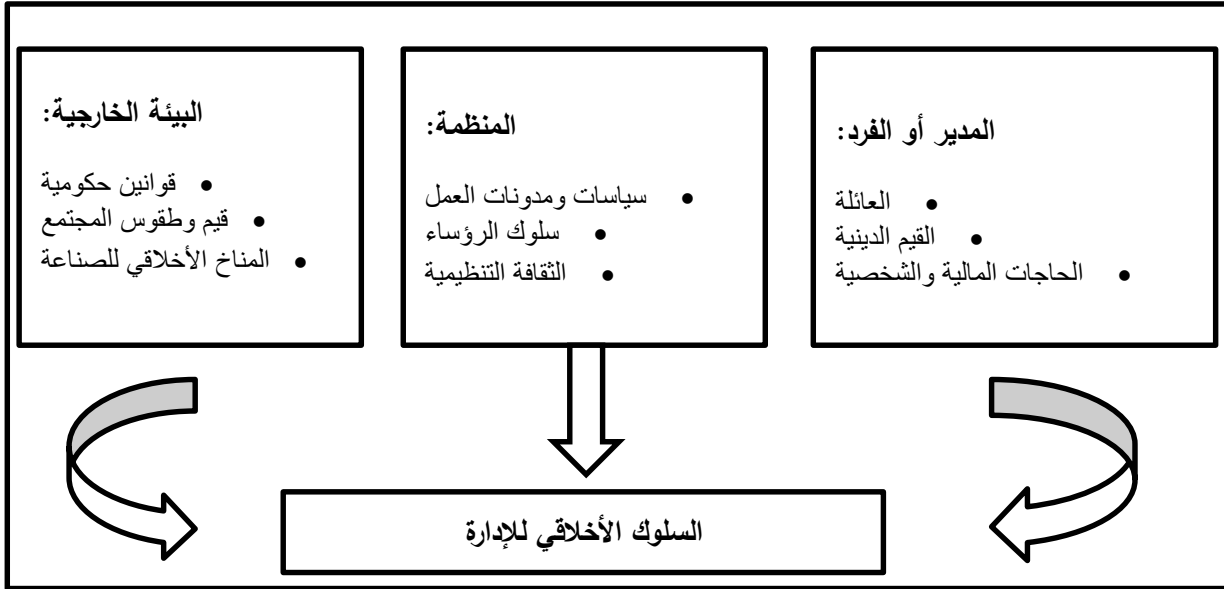 المدير أو الفرد:
• العائلة
• القيم الدينية
• الحاجات المالية والشخصية
المنظمة:
• سياسات ومدونات العمل
• سلوك الرؤساء
• الثقافة التنظيمية
البيئة الخارجية:
• قوانين حكومية
• قيم وطقوس المجتمع
• المناخ الأخلاقي للصناعة
السلوك الأخلاقي للإدارة